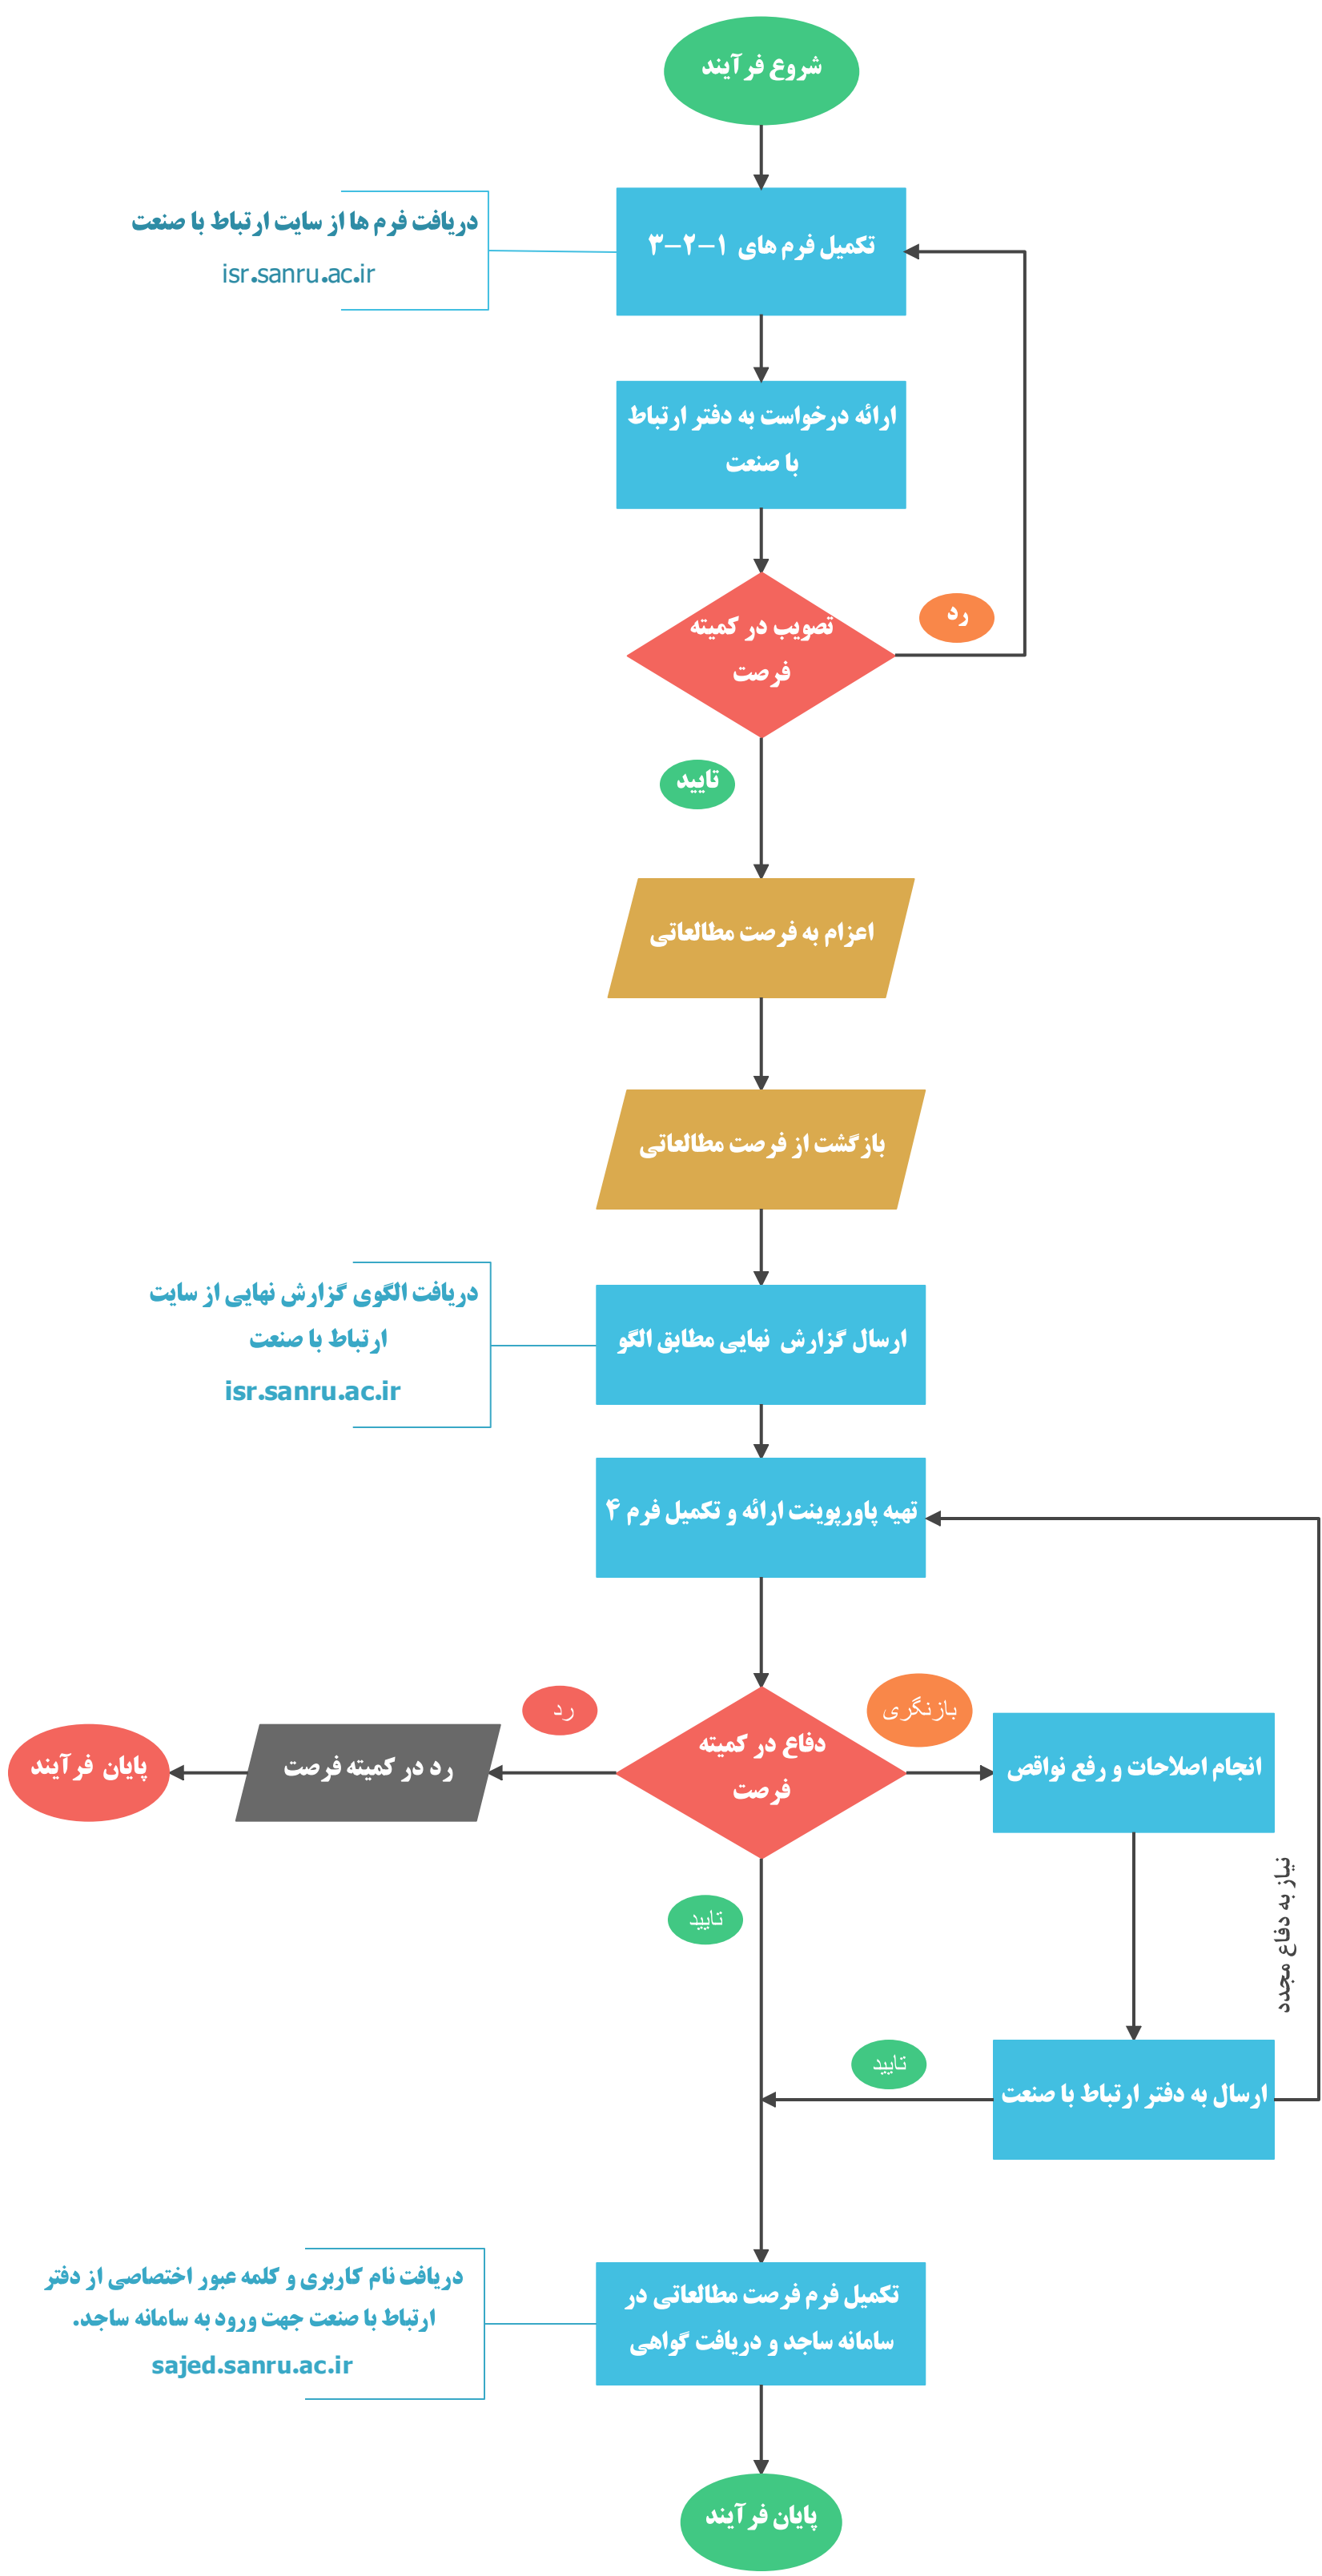 شروع فرآیند
تکمیل فرم های ۱-۲-۳
دریافت فرم ها از سایت ارتباط با صنعت
isr.sanru.ac.ir
ارائه درخواست به دفتر ارتباط
با صنعت
تصویب در کمیته
فرصت
رد
تایید
اعزام به فرصت مطالعاتی
بازگشت از فرصت مطالعاتی
ارسال گزارش نهایی مطابق الگو
دریافت الگوی گزارش نهایی از سایت
ارتباط با صنعت
isr.sanru.ac.ir
تهیه پاورپوینت ارائه و تکمیل فرم ۴
دفاع در کمیته
فرصت
بازنگری
انجام اصلاحات و رفع نواقص
رد
رد در کمیته فرصت
پایان فرآیند
تایید
نیاز به دفاع مجدد
ارسال به دفتر ارتباط با صنعت
تایید
تکمیل فرم فرصت مطالعاتی در
سامانه ساجد و دریافت گواهی
دریافت نام کاربری و کلمه عبور اختصاصی از دفتر
ارتباط با صنعت جهت ورود به سامانه ساجد.
sajed.sanru.ac.ir
پایان فرآیند